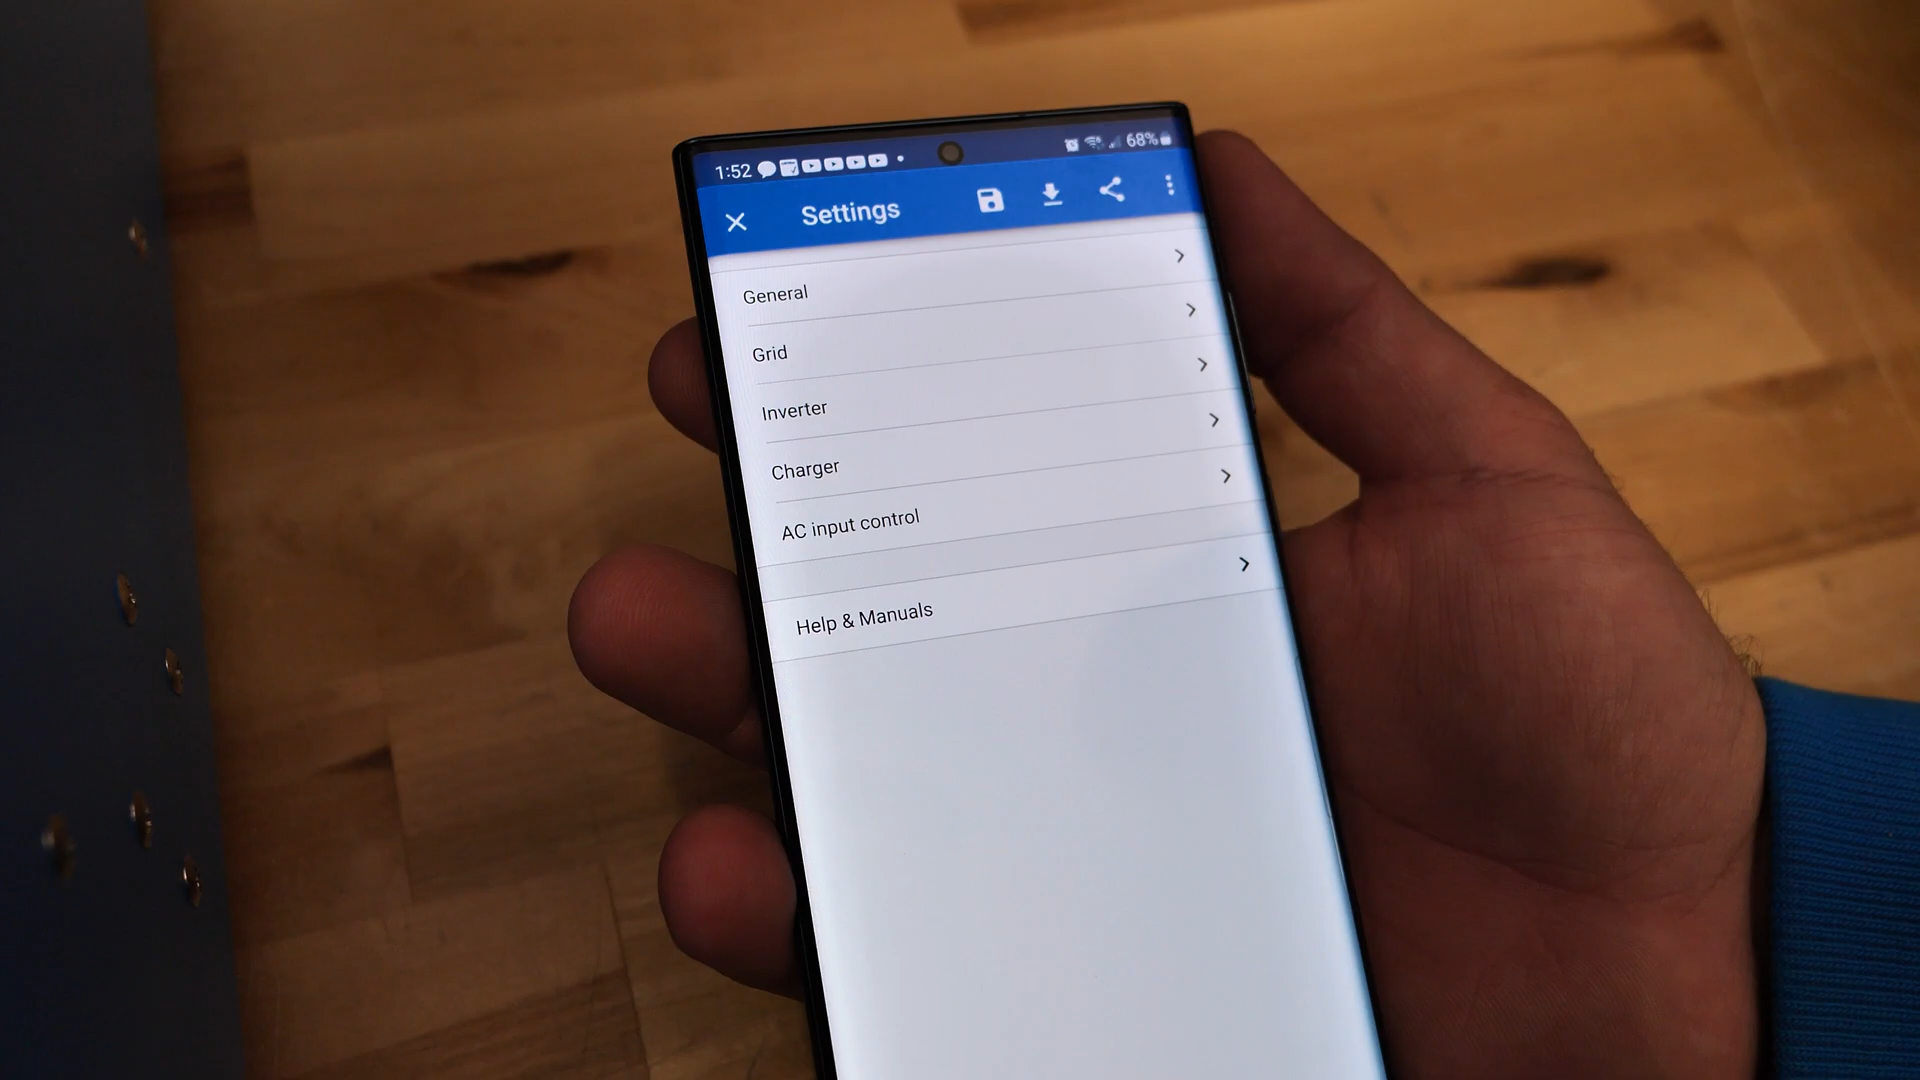 1:52
68%
Settings
General
Grid
Inverter
Charger
AC input control
Help & Manuals